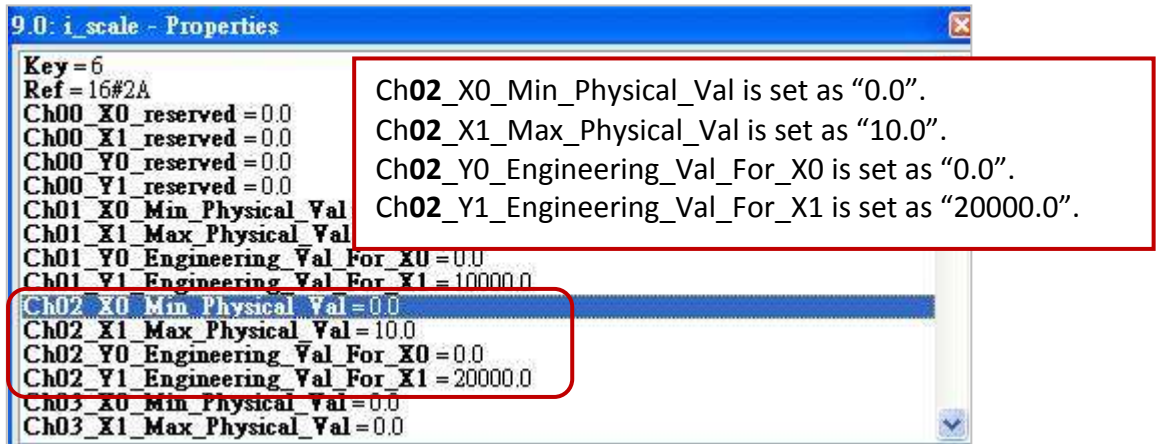 9.0: i_scale - Properties
Key = 6
Ref = 16#2A
Ch00_X0_reserved = 0.0
Ch00_X1_reserved = 0.0
Ch00_Y0_reserved = 0.0
Ch00_Y1_reserved = 0.0
Ch01_X0_Min_Physical_Val
Ch01_X1_Max_Physical_Val
Ch01_Y0_Engineering_Val_For_X0 = 0.0
Ch01_Y1_Engineering_Val_For_X1 = 10000.0
Ch02_X0_Min_Physical_Val = 0.0
Ch02_X1_Max_Physical_Val = 10.0
Ch02_Y0_Engineering_Val_For_X0 = 0.0
Ch02_Y1_Engineering_Val_For_X1 = 20000.0
Ch03_X0_Min_Physical_Val = 0.0
Ch03_X1_Max_Physical_Val = 0.0
Ch02_X0_Min_Physical_Val is set as “0.0”.
Ch02_X1_Max_Physical_Val is set as “10.0”.
Ch02_Y0_Engineering_Val_For_X0 is set as “0.0”.
Ch02_Y1_Engineering_Val_For_X1 is set as “20000.0”.